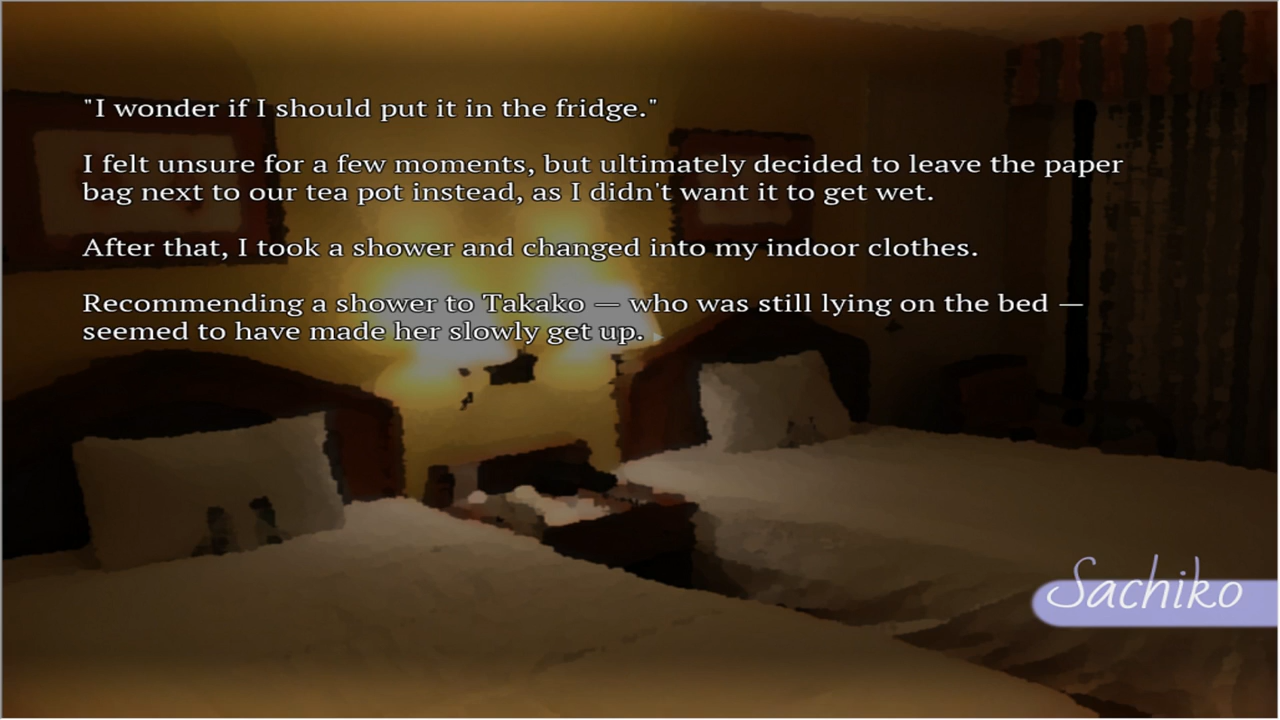 "I wonder if I should put it in the fridge."
I felt unsure for a few moments, but ultimately decided to leave the paper
bag next to our tea pot instead, as I didn't want it to get wet.
After that, I took a shower and changed into my indoor clothes.
Recommending a shower to Takako — who was still lying on the bed —
seemed to have made her slowly get up.
Sachiko